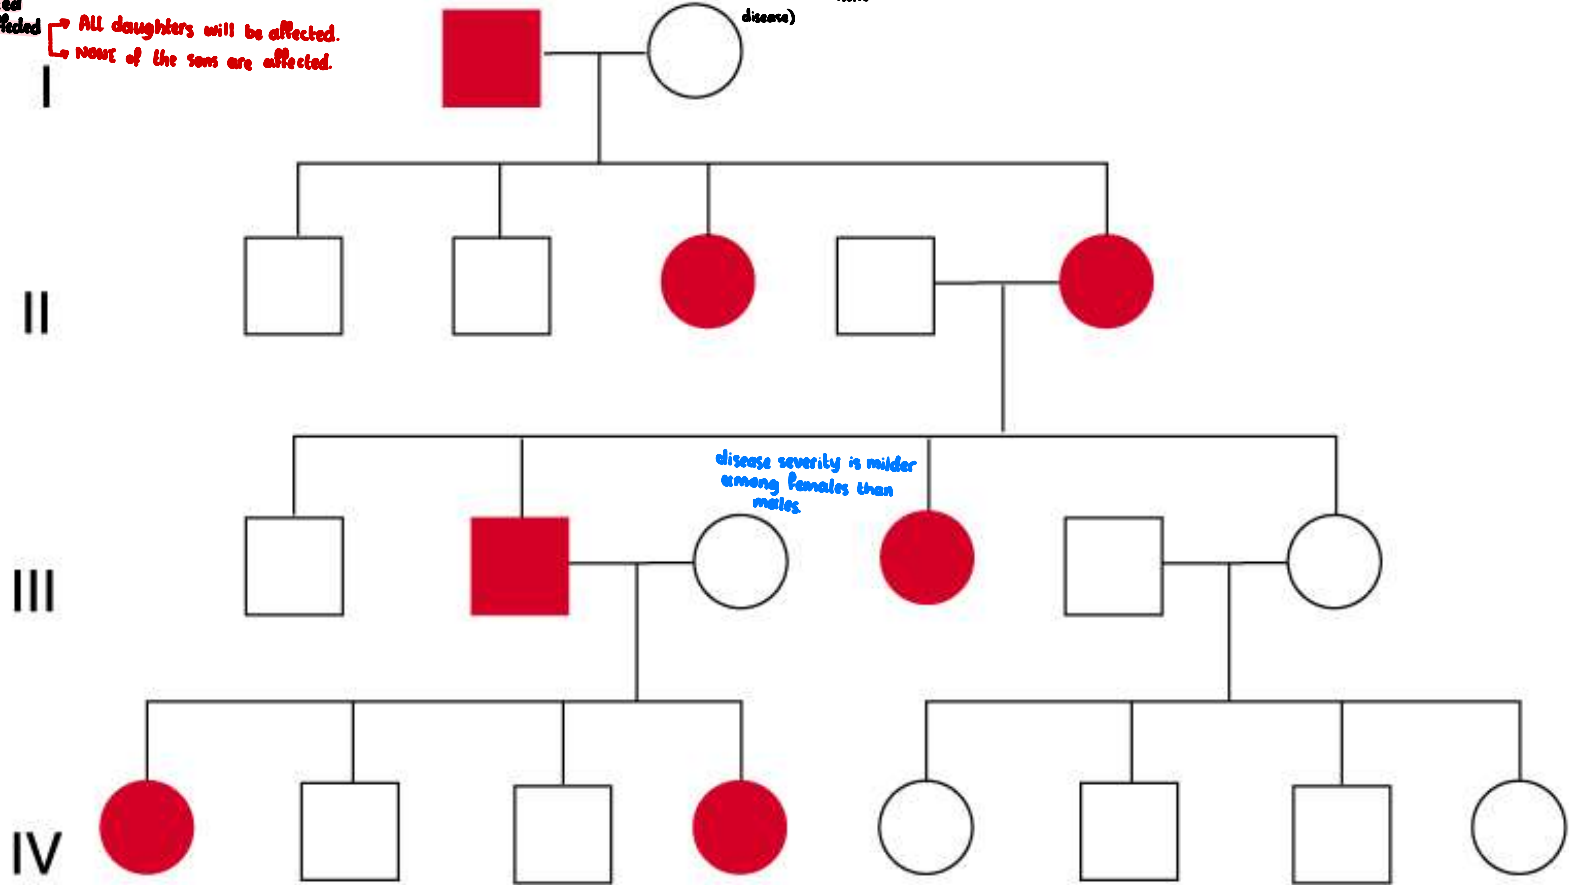 All daughters will be affected.
disease)
NONE of the sons are affected.
I
II
disease severity is milder
among females than
males.
III
IV